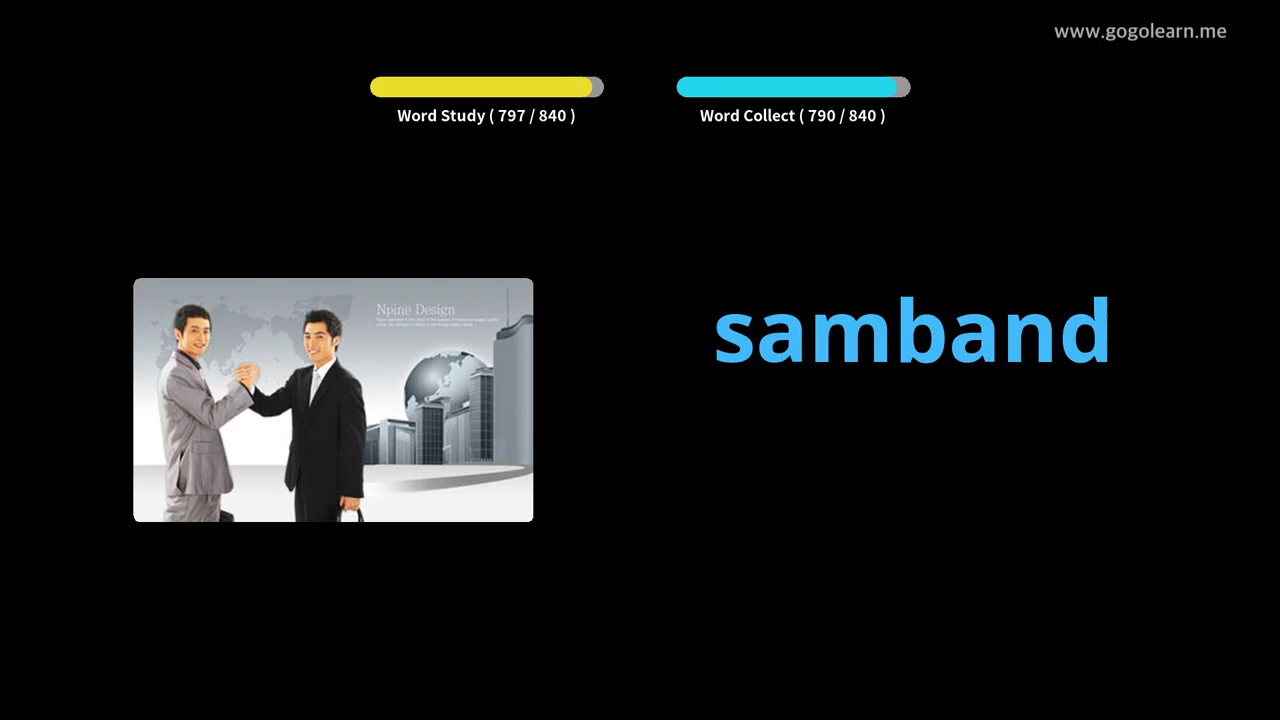 www.gogolearn.me
Word Study ( 797 / 840 )
Word Collect ( 790 / 840 )
Npine Design
samband